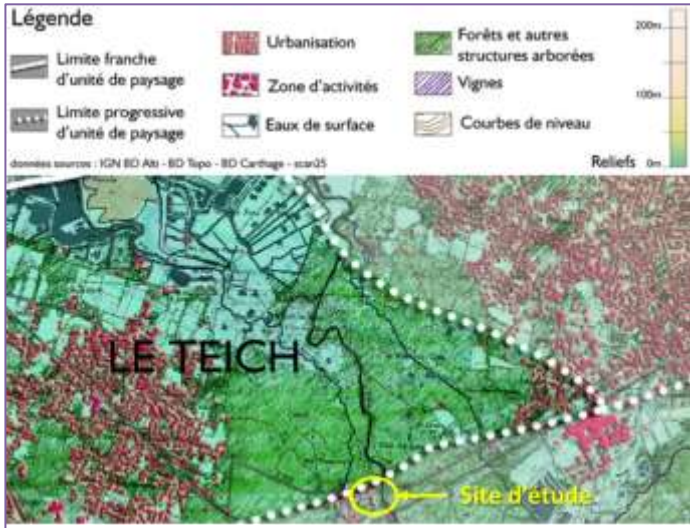 Légende
Limite franche
d'unité de paysage
Limite progressive
d'unité de paysage
Urbanisation
Zone d'activités
Eaux de surface
Forêts et autres
structures arborées
Vignes
Courbes de niveau
données sources : IGN BD Alti - BD Topo - BD Carthage - scan25
Reliefs
200m
100m
0m
LE TEICH
Site d'étude